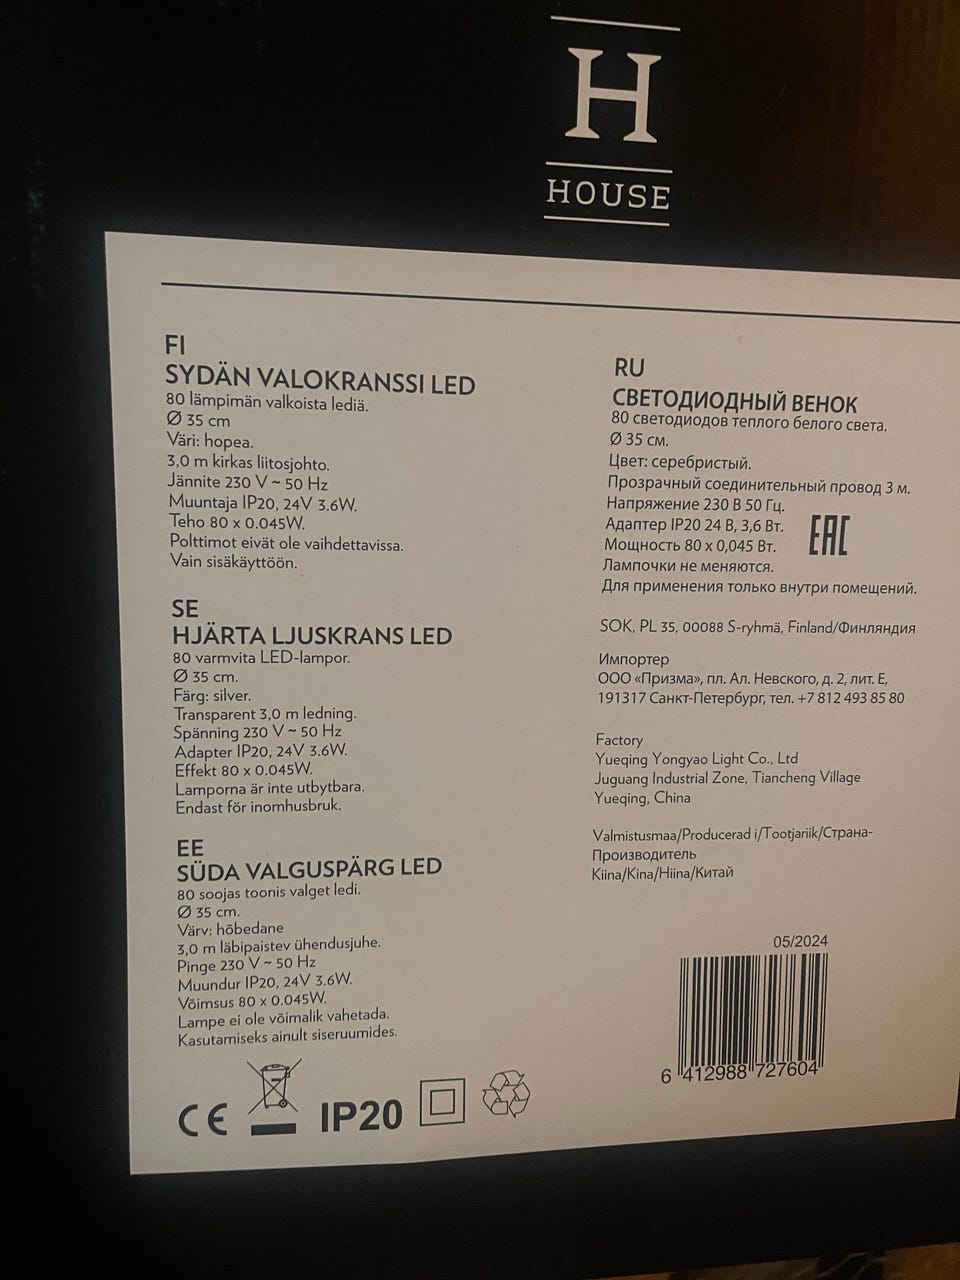 H
HOUSE
FI
SYDÄN VALOKRANSSI LED
80 lämpimän valkoista lediä.
Ø 35 cm
Väri: hopea.
3,0 m kirkas liitosjohto.
Jännite 230 V ~ 50 Hz
Muuntaja IP20, 24V 3.6W.
Teho 80 x 0.045W.
Polttimot eivät ole vaihdettavissa.
Vain sisäkäyttöön.
SE
HJÄRTA LJUSKRANS LED
80 varmvita LED-lampor.
Ø 35 cm.
Färg: silver.
Transparent 3,0 m ledning.
Spänning 230 V ~ 50 Hz
Adapter IP20, 24V 3.6W.
Effekt 80 x 0.045W.
Lamporna är inte utbytbara.
Endast för inomhusbruk.
EE
SÜDA VALGUSPÄRG LED
80 soojas toonis valget ledi.
Ø 35 cm.
Värv: hõbedane
3,0 m läbipaistev ühendusjuhe.
Pinge 230 V ~ 50 Hz
Muundur IP20, 24V 3.6W.
Võimsus 80 x 0.045W.
Lampe ei ole võimalik vahetada.
Kasutamiseks ainult siseruumides.
CE IP20
RU
СВЕТОДИОДНЫЙ ВЕНОК
80 светодиодов теплого белого света.
Ø 35 см.
Цвет: серебристый.
Прозрачный соединительный провод 3 м.
Напряжение 230 В 50 Гц.
Адаптер IP20 24 В, 3,6 Вт.
Мощность 80 x 0,045 Вт.
EAC
Лампочки не меняются.
Для применения только внутри помещений.
SOK, PL 35, 00088 S-ryhmä, Finland/Финляндия
Импортер
ООО «Призма», пл. Ал. Невского, д. 2, лит. Е,
191317 Санкт-Петербург, тел. +7 812 493 85 80
Factory
Yueqing Yongyao Light Co., Ltd
Juguang Industrial Zone, Tiancheng Village
Yueqing, China
Valmistusmaa/Producerad i/Tootjariik/Страна-
Производитель
Kiina/Kina/Hiina/Китай
05/2024
6 412988 727604